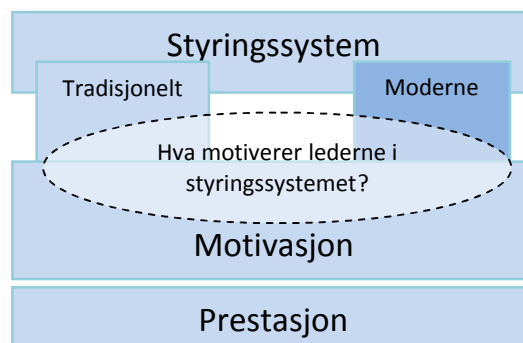 Styringssystem
Tradisjonelt
Moderne
Hva motiverer lederne i
styringssystemet?
Motivasjon
Prestasjon